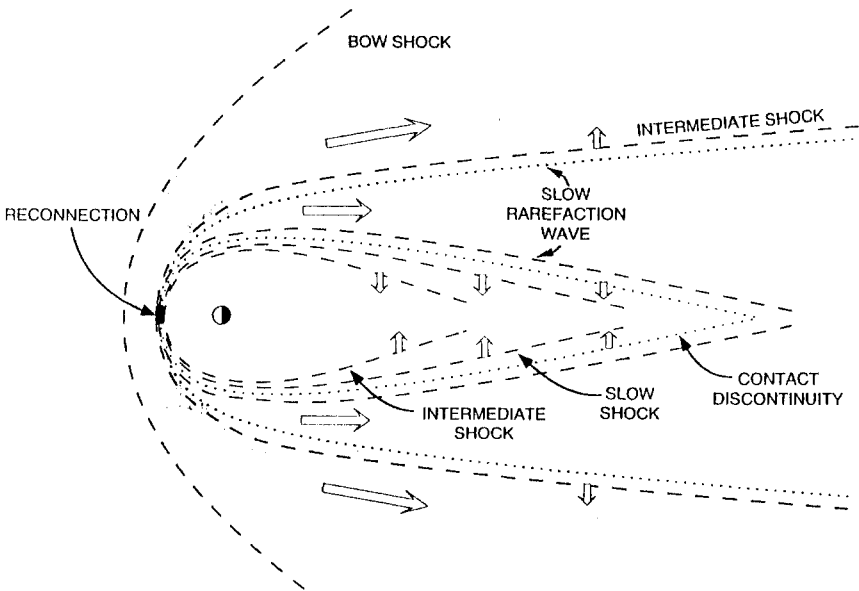 BOW SHOCK
INTERMEDIATE SHOCK
RECONNECTION
SLOW
RAREFACTION
WAVE
INTERMEDIATE
SHOCK
SLOW
SHOCK
CONTACT
DISCONTINUITY